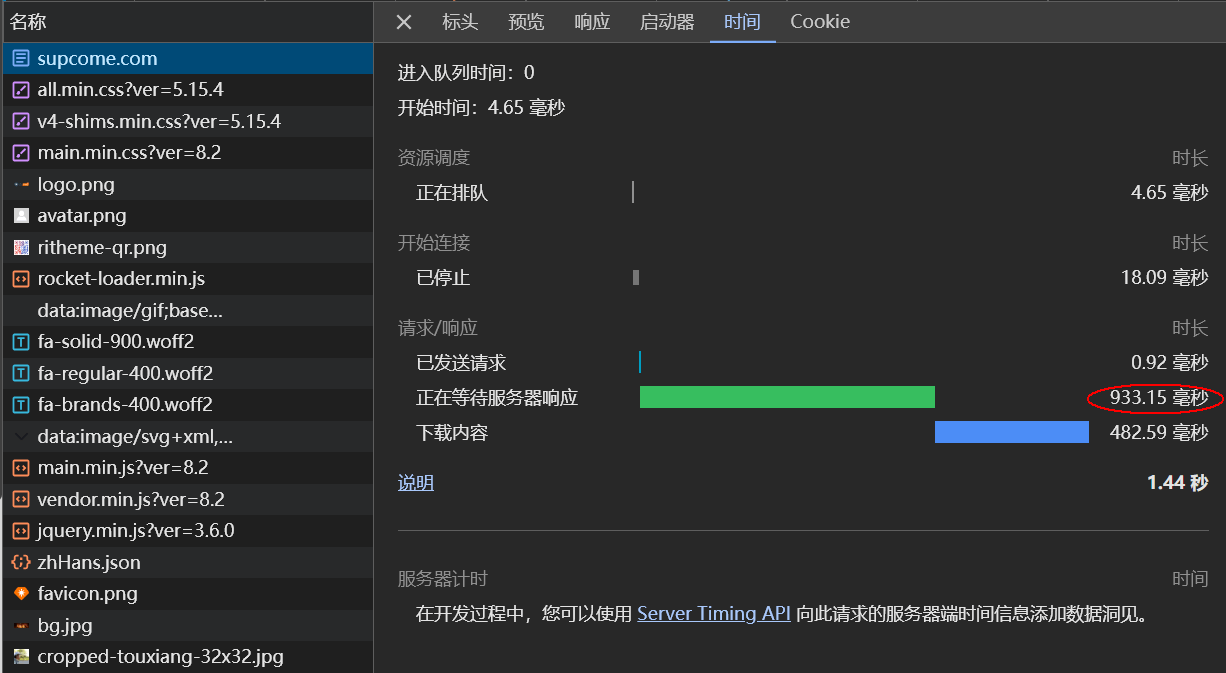 名称
supcome.com
all.min.css?ver=5.15.4
v4-shims.min.css?ver=5.15.4
main.min.css?ver=8.2
logo.png
avatar.png
ritheme-qr.png
rocket-loader.min.js
data:image/gif;base...
fa-solid-900.woff2
fa-regular-400.woff2
fa-brands-400.woff2
data:image/svg+xml,...
main.min.js?ver=8.2
vendor.min.js?ver=8.2
jquery.min.js?ver=3.6.0
zhHans.json
favicon.png
bg.jpg
cropped-touxiang-32x32.jpg
标头 预览 响应 启动器 时间 Cookie
进入队列时间：0
开始时间：4.65 毫秒
资源调度 时长
正在排队 4.65 毫秒
开始连接 时长
已停止 18.09 毫秒
请求/响应 时长
已发送请求 0.92 毫秒
正在等待服务器响应 933.15 毫秒
下载内容 482.59 毫秒
说明 1.44 秒
服务器计时 时间
在开发过程中，您可以使用 Server Timing API 向此请求的服务器端时间信息添加数据洞见。